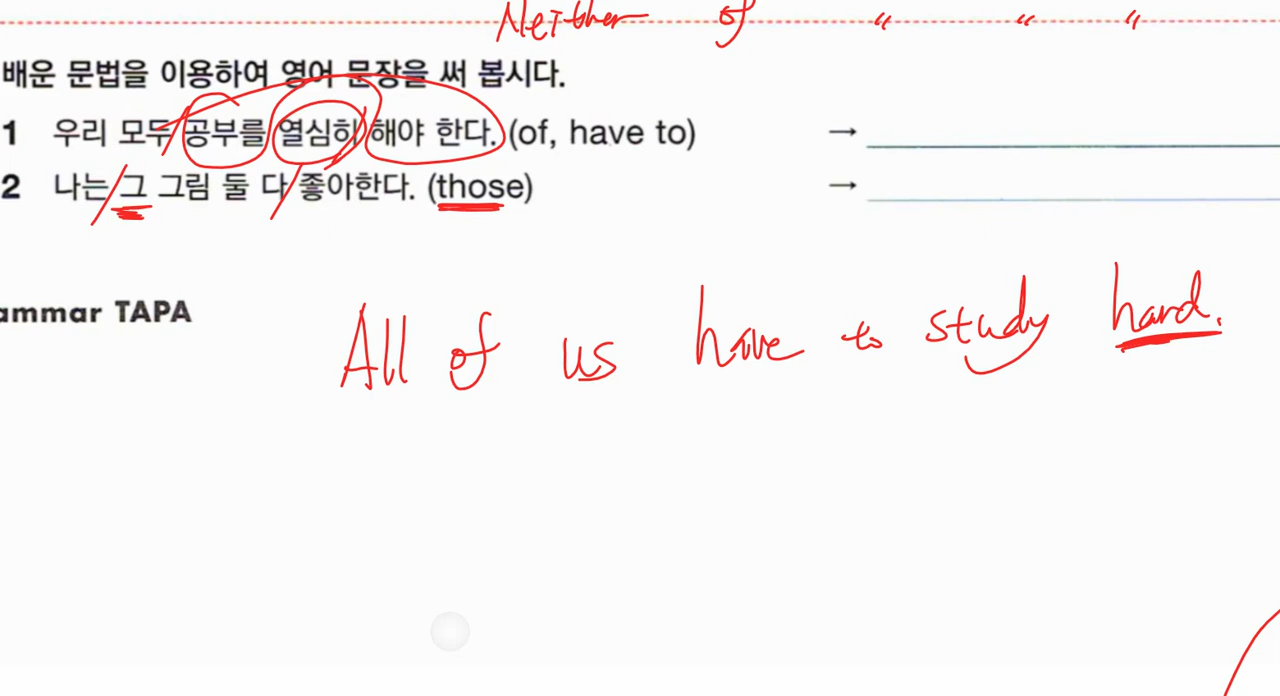 Neither of " " "
배운 문법을 이용하여 영어 문장을 써 봅시다.
1 우리 모두 공부를 열심히 해야 한다. (of, have to) →
2 나는 그 그림 둘 다 좋아한다. (those) →
ammar TAPA
All of us have to study hard.